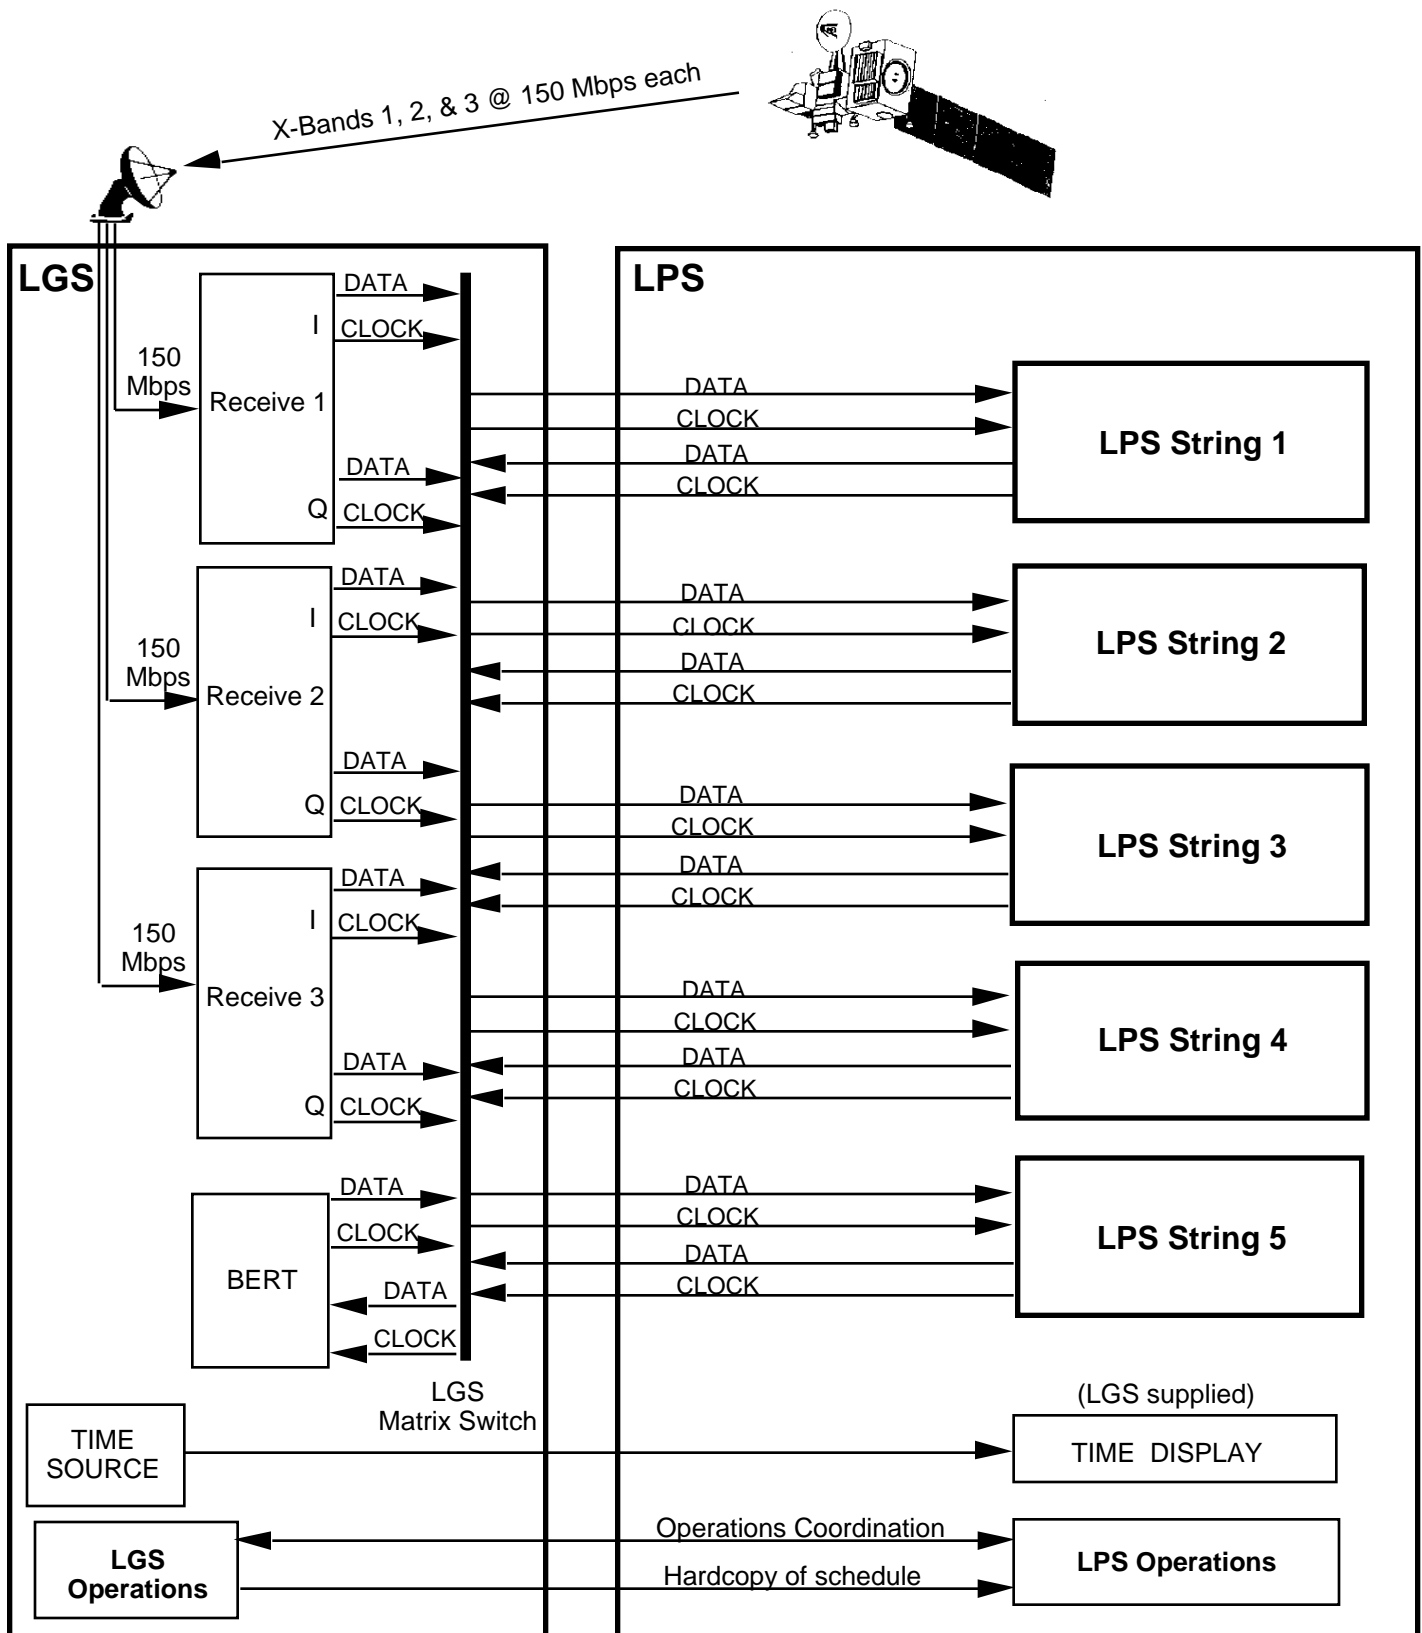 X-Bands 1, 2, & 3 @ 150 Mbps each
LGS
LPS
DATA
I
CLOCK
150
Mbps
Receive 1
DATA
Q
CLOCK
DATA
CLOCK
DATA
CLOCK
LPS String 1
DATA
I
CLOCK
150
Mbps
Receive 2
DATA
Q
CLOCK
DATA
CLOCK
DATA
CLOCK
LPS String 2
DATA
CLOCK
DATA
CLOCK
LPS String 3
DATA
I
CLOCK
150
Mbps
Receive 3
DATA
Q
CLOCK
DATA
CLOCK
DATA
CLOCK
LPS String 4
DATA
CLOCK
BERT
DATA
CLOCK
DATA
CLOCK
DATA
CLOCK
LPS String 5
LGS
Matrix Switch
(LGS supplied)
TIME
SOURCE
TIME DISPLAY
LGS
Operations
Operations Coordination
Hardcopy of schedule
LPS Operations